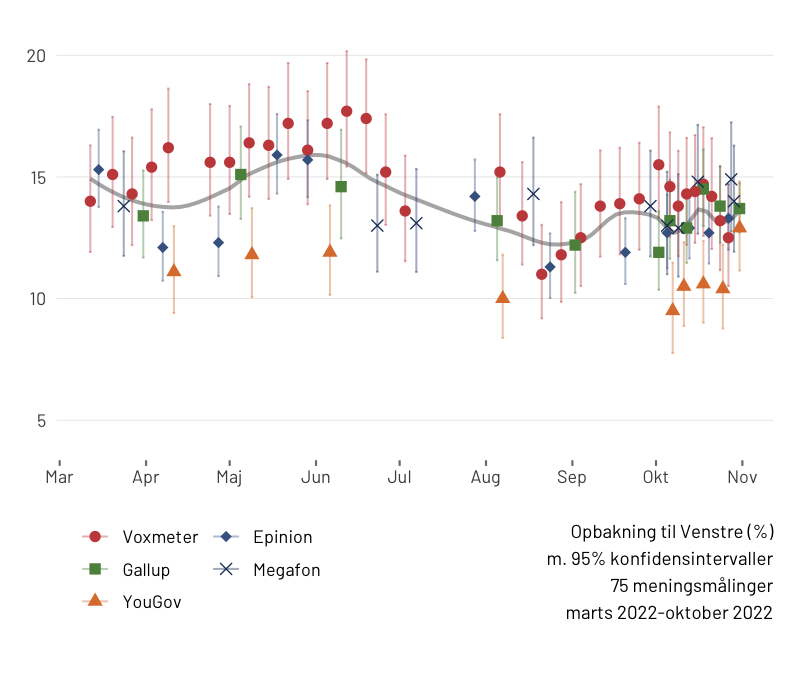 20
15
10
5
Mar Apr Maj Jun Jul Aug Sep Okt Nov
Voxmeter Epinion
Gallup Megafon
YouGov
Opbakning til Venstre (%)
m. 95% konfidensintervaller
75 meningsmålinger
marts 2022-oktober 2022